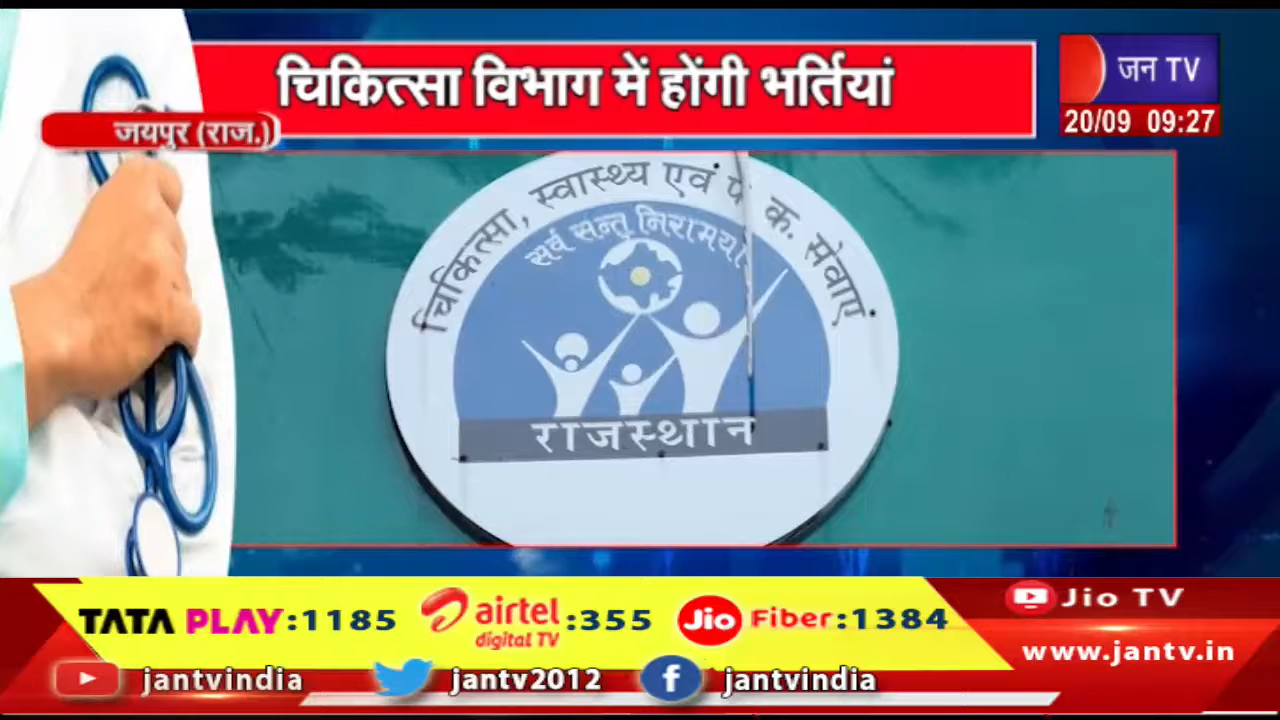 चिकित्सा विभाग में होंगी भर्तियां
जन TV
20/09 09:27
जयपुर (राज.)
चिकित्सा, स्वास्थ्य एवं प. क. सेवाएं
सर्वे सन्तु निरामया
राजस्थान
TATA PLAY:1185
airtel digital TV :355
Jio Fiber:1384
Jio TV
www.jantv.in
jantvindia
jantv2012
jantvindia